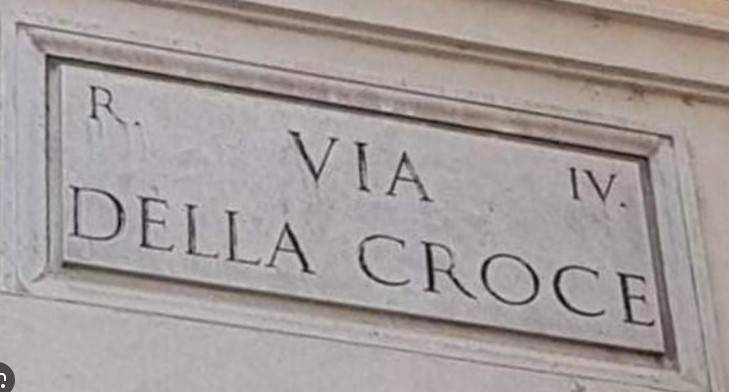 R. VIA IV.
DELLA CROCE